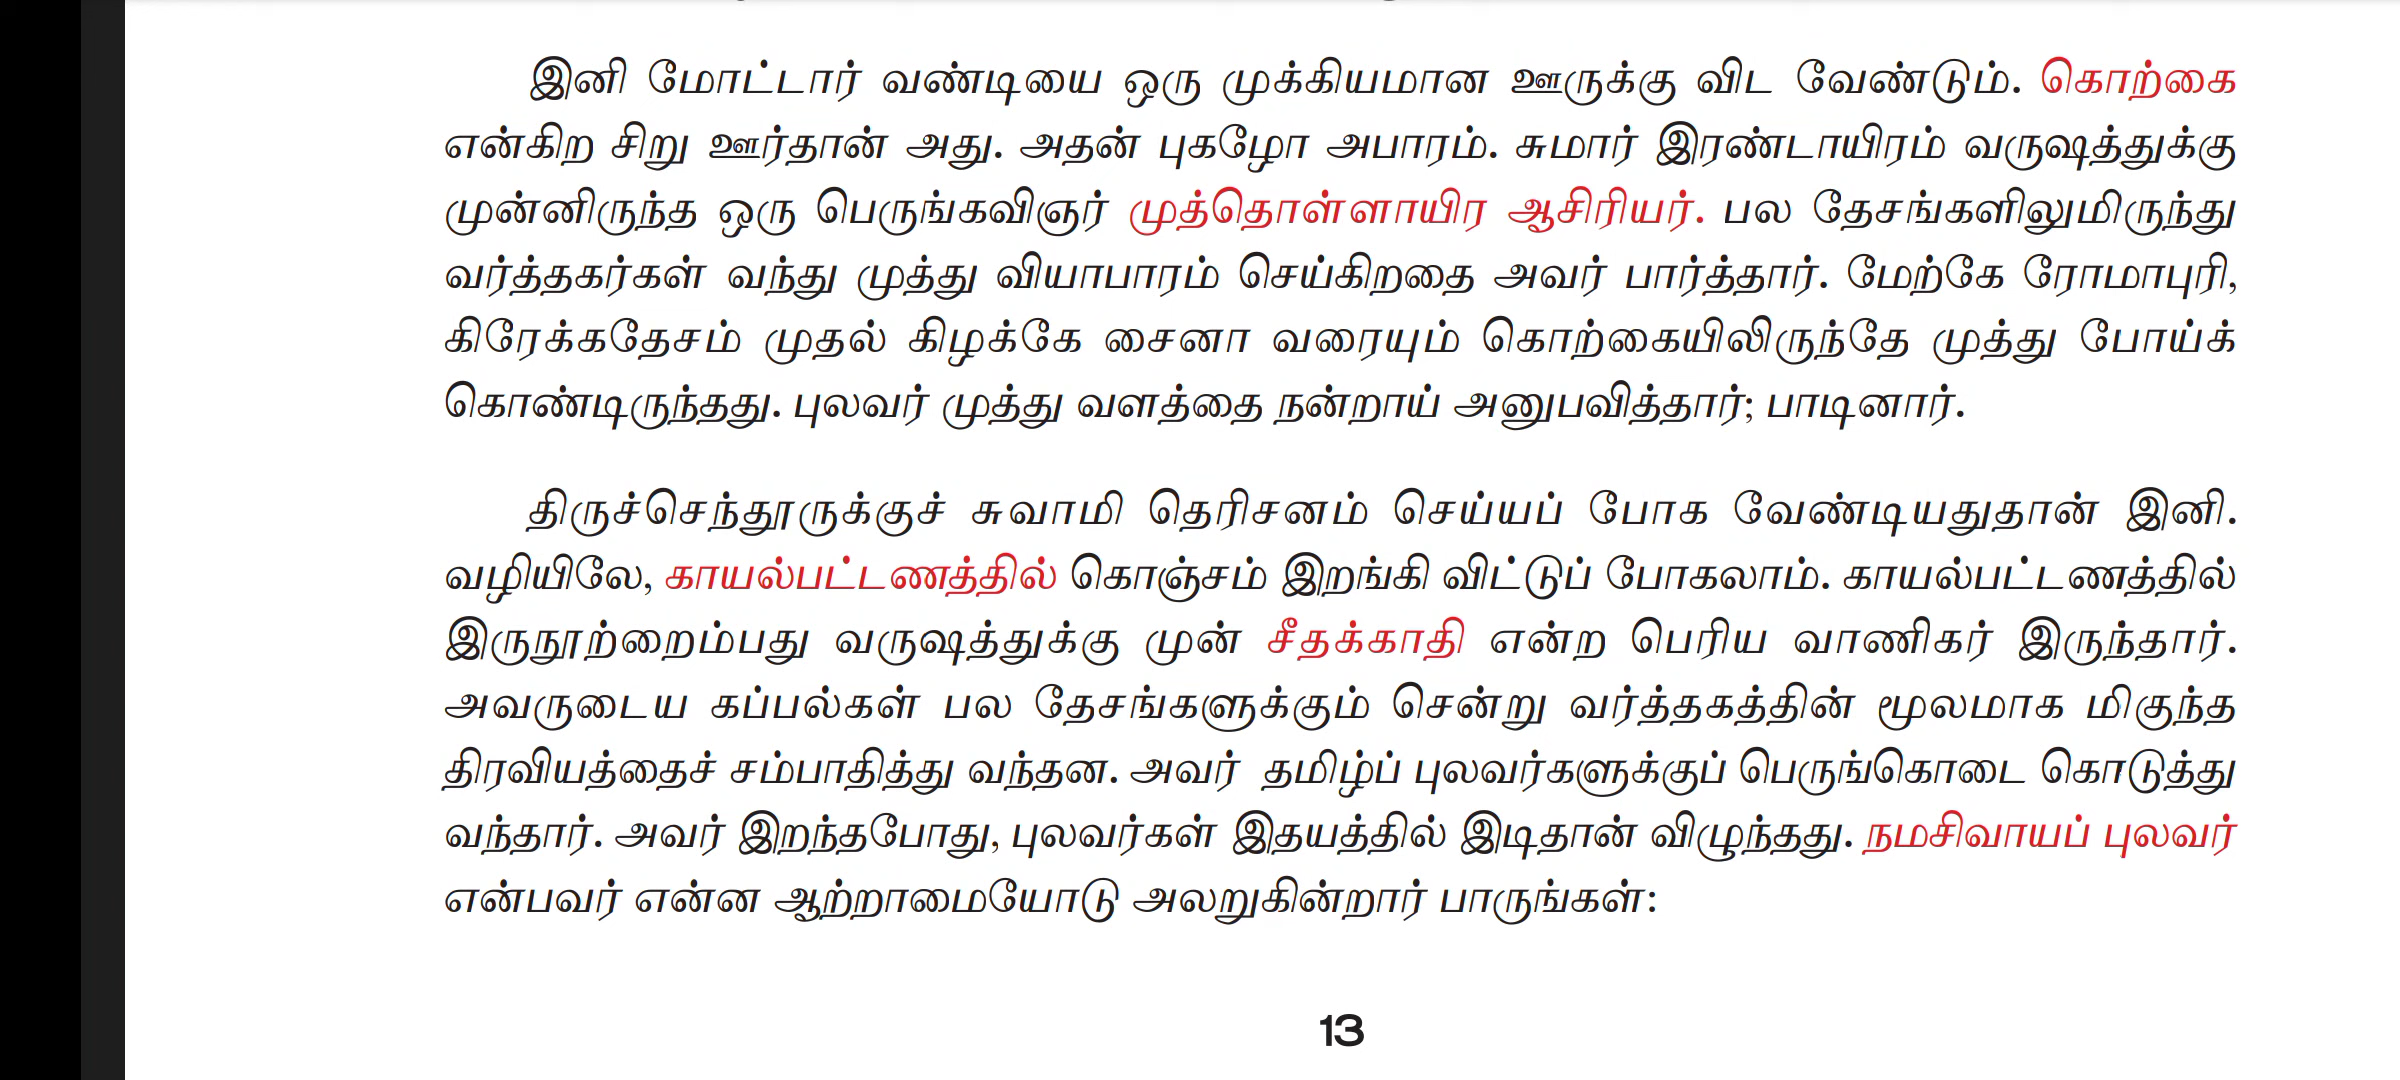 இனி மோட்டார் வண்டியை ஒரு முக்கியமான ஊருக்கு விட வேண்டும். கொற்கை
என்கிற சிறு ஊர்தான் அது. அதன் புகழோ அபாரம். சுமார் இரண்டாயிரம் வருஷத்துக்கு
முன்னிருந்த ஒரு பெருங்கவிஞர் முத்தொள்ளாயிர ஆசிரியர். பல தேசங்களிலுமிருந்து
வர்த்தகர்கள் வந்து முத்து வியாபாரம் செய்கிறதை அவர் பார்த்தார். மேற்கே ரோமாபுரி,
கிரேக்கதேசம் முதல் கிழக்கே சைனா வரையும் கொற்கையிலிருந்தே முத்து போய்க்
கொண்டிருந்தது. புலவர் முத்து வளத்தை நன்றாய் அனுபவித்தார்; பாடினார்.
திருச்செந்தூருக்குச் சுவாமி தெரிசனம் செய்யப் போக வேண்டியதுதான் இனி.
வழியிலே, காயல்பட்டணத்தில் கொஞ்சம் இறங்கி விட்டுப் போகலாம். காயல்பட்டணத்தில்
இருநூற்றைம்பது வருஷத்துக்கு முன் சீதக்காதி என்ற பெரிய வாணிகர் இருந்தார்.
அவருடைய கப்பல்கள் பல தேசங்களுக்கும் சென்று வர்த்தகத்தின் மூலமாக மிகுந்த
திரவியத்தைச் சம்பாதித்து வந்தன. அவர் தமிழ்ப் புலவர்களுக்குப் பெருங்கொடை கொடுத்து
வந்தார். அவர் இறந்தபோது, புலவர்கள் இதயத்தில் இடிதான் விழுந்தது. நமசிவாயப் புலவர்
என்பவர் என்ன ஆற்றாமையோடு அலறுகின்றார் பாருங்கள்:
13